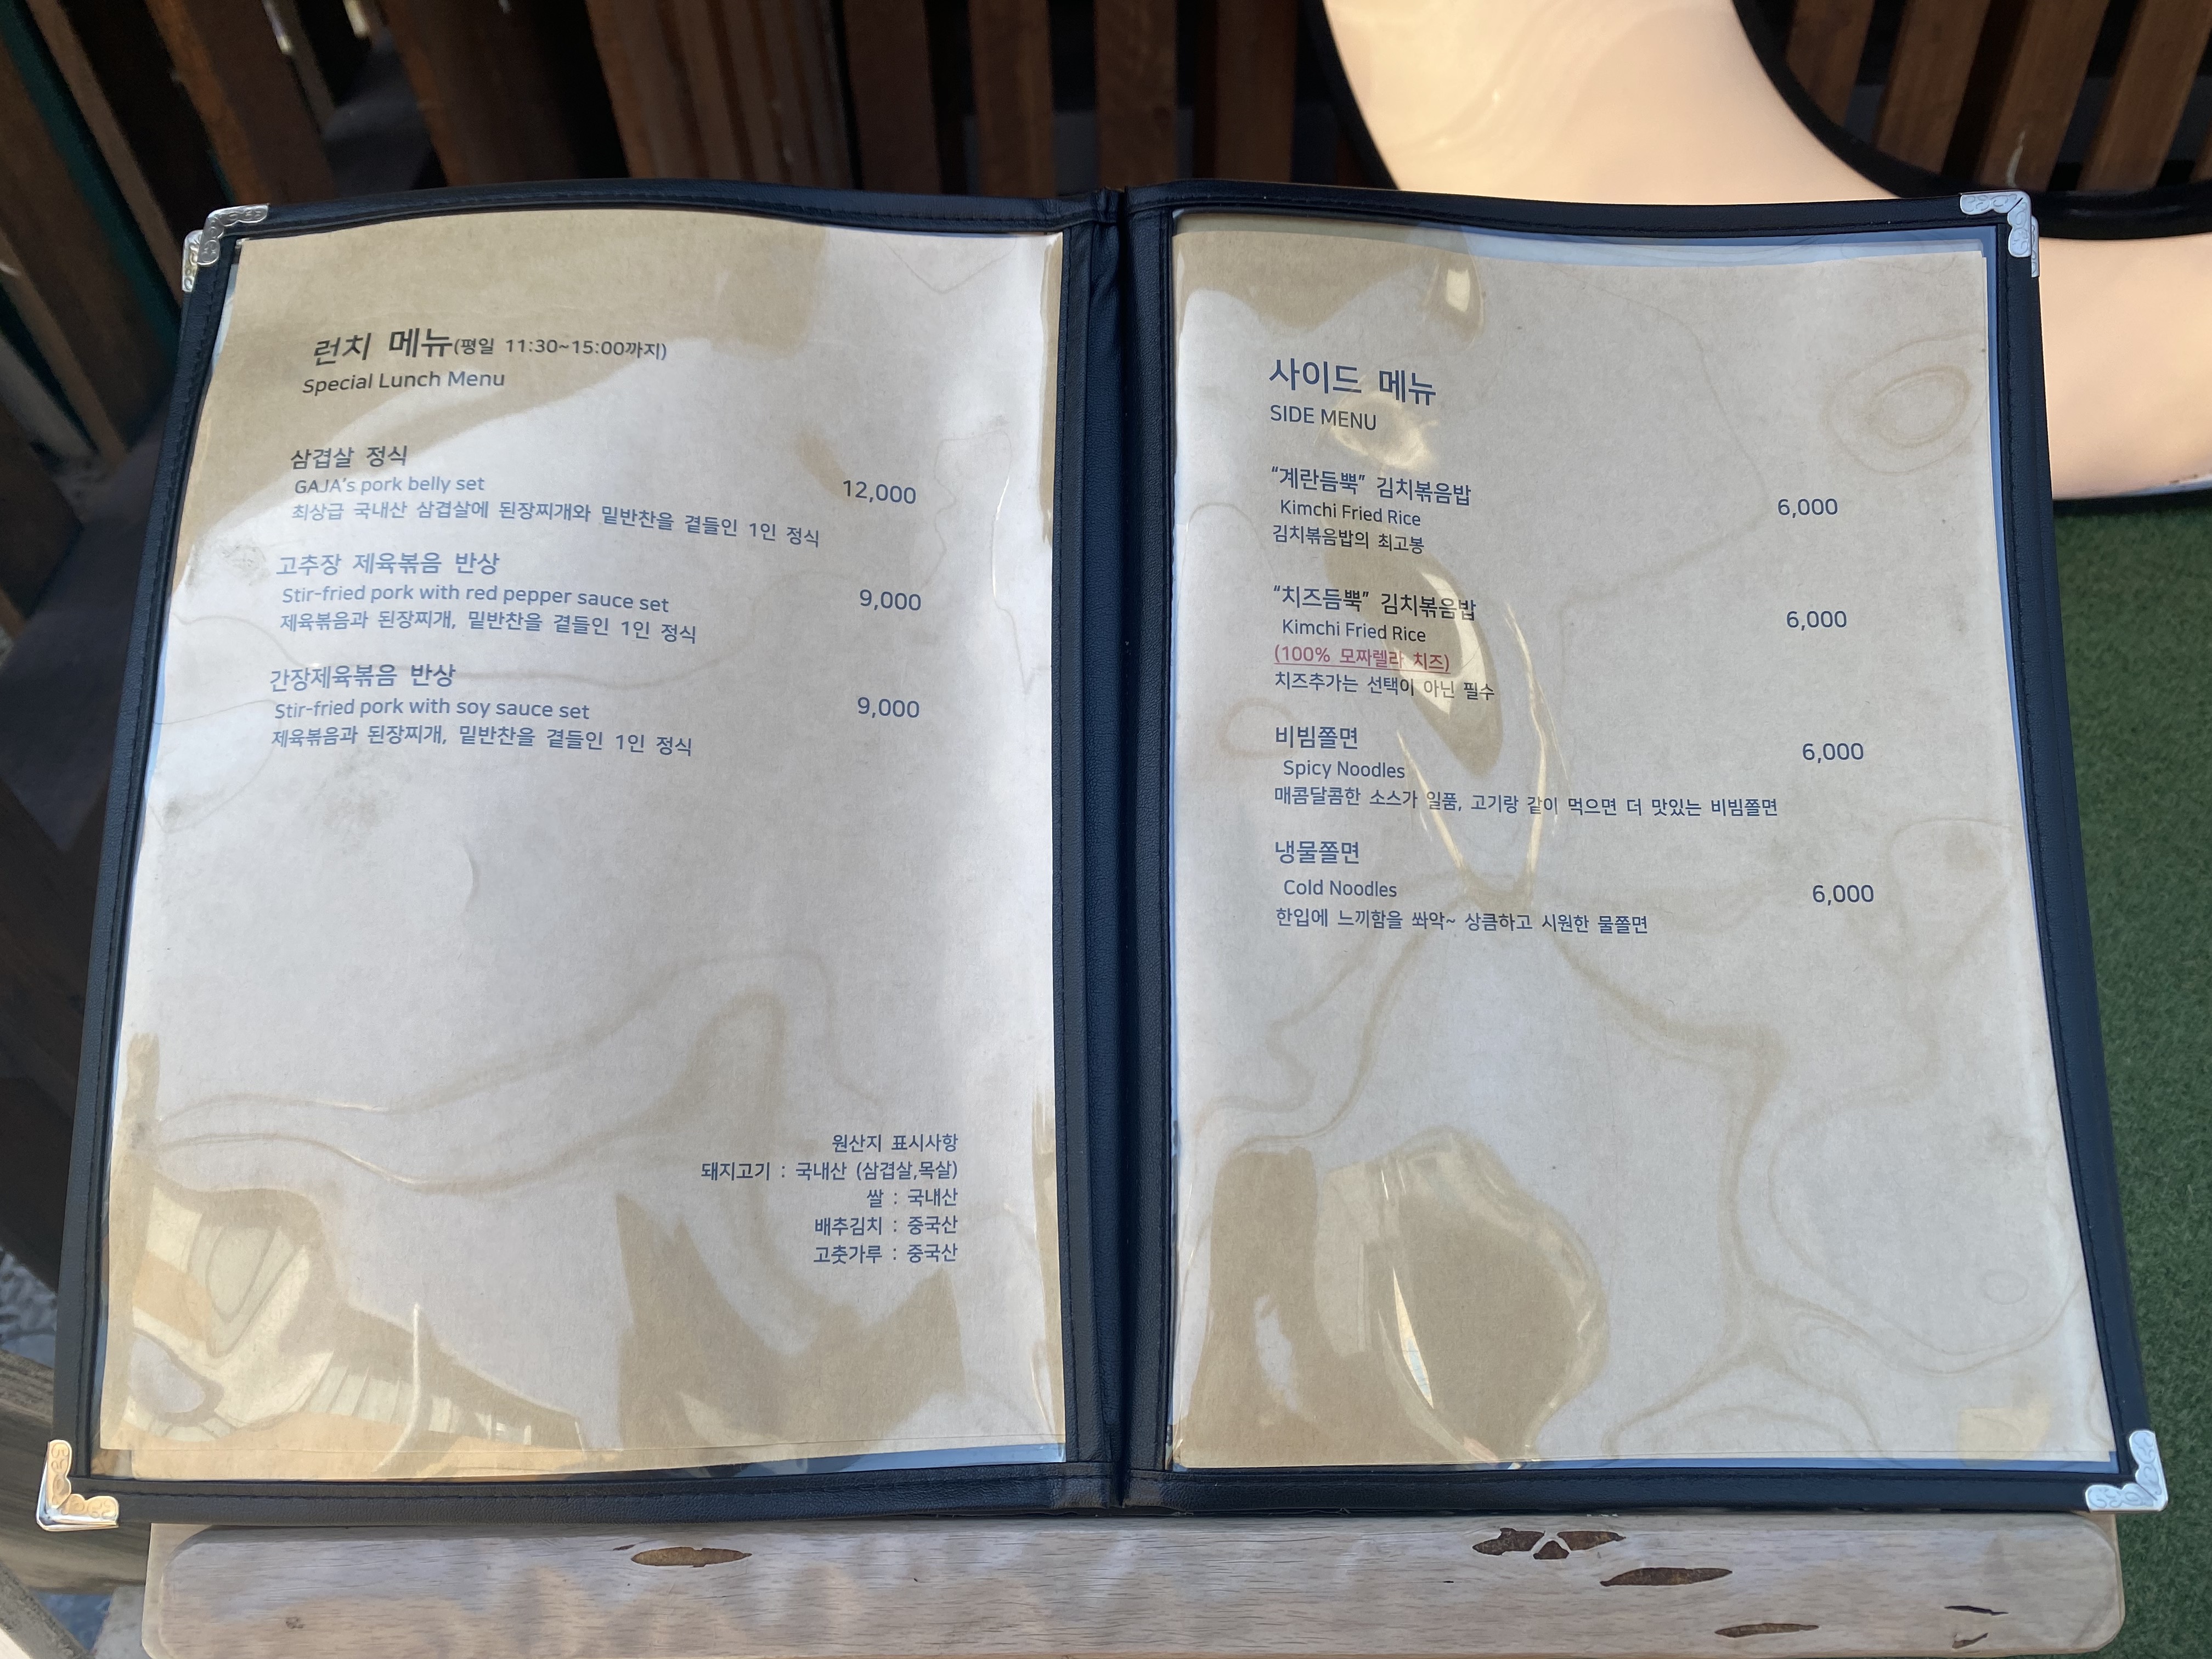 런치 메뉴(평일 11:30~15:00까지)
Special Lunch Menu
삼겹살 정식
GAJA's pork belly set
12,000
최상급 국내산 삼겹살에 된장찌개와 밑반찬을 곁들인 1인 정식
고추장 제육볶음 반상
Stir-fried pork with red pepper sauce set
9,000
제육볶음과 된장찌개, 밑반찬을 곁들인 1인 정식
간장제육볶음 반상
Stir-fried pork with soy sauce set
9,000
제육볶음과 된장찌개, 밑반찬을 곁들인 1인 정식
원산지 표시사항
돼지고기 : 국내산 (삼겹살,목살)
쌀 : 국내산
배추김치 : 중국산
고춧가루 : 중국산
사이드 메뉴
SIDE MENU
"계란듬뿍" 김치볶음밥
6,000
Kimchi Fried Rice
김치볶음밥의 최고봉
"치즈듬뿍" 김치볶음밥
6,000
Kimchi Fried Rice
(100% 모짜렐라 치즈)
치즈추가는 선택이 아닌 필수
비빔쫄면
6,000
Spicy Noodles
매콤달콤한 소스가 일품, 고기랑 같이 먹으면 더 맛있는 비빔쫄면
냉물쫄면
Cold Noodles
6,000
한입에 느끼함을 쏴악~ 상큼하고 시원한 물쫄면